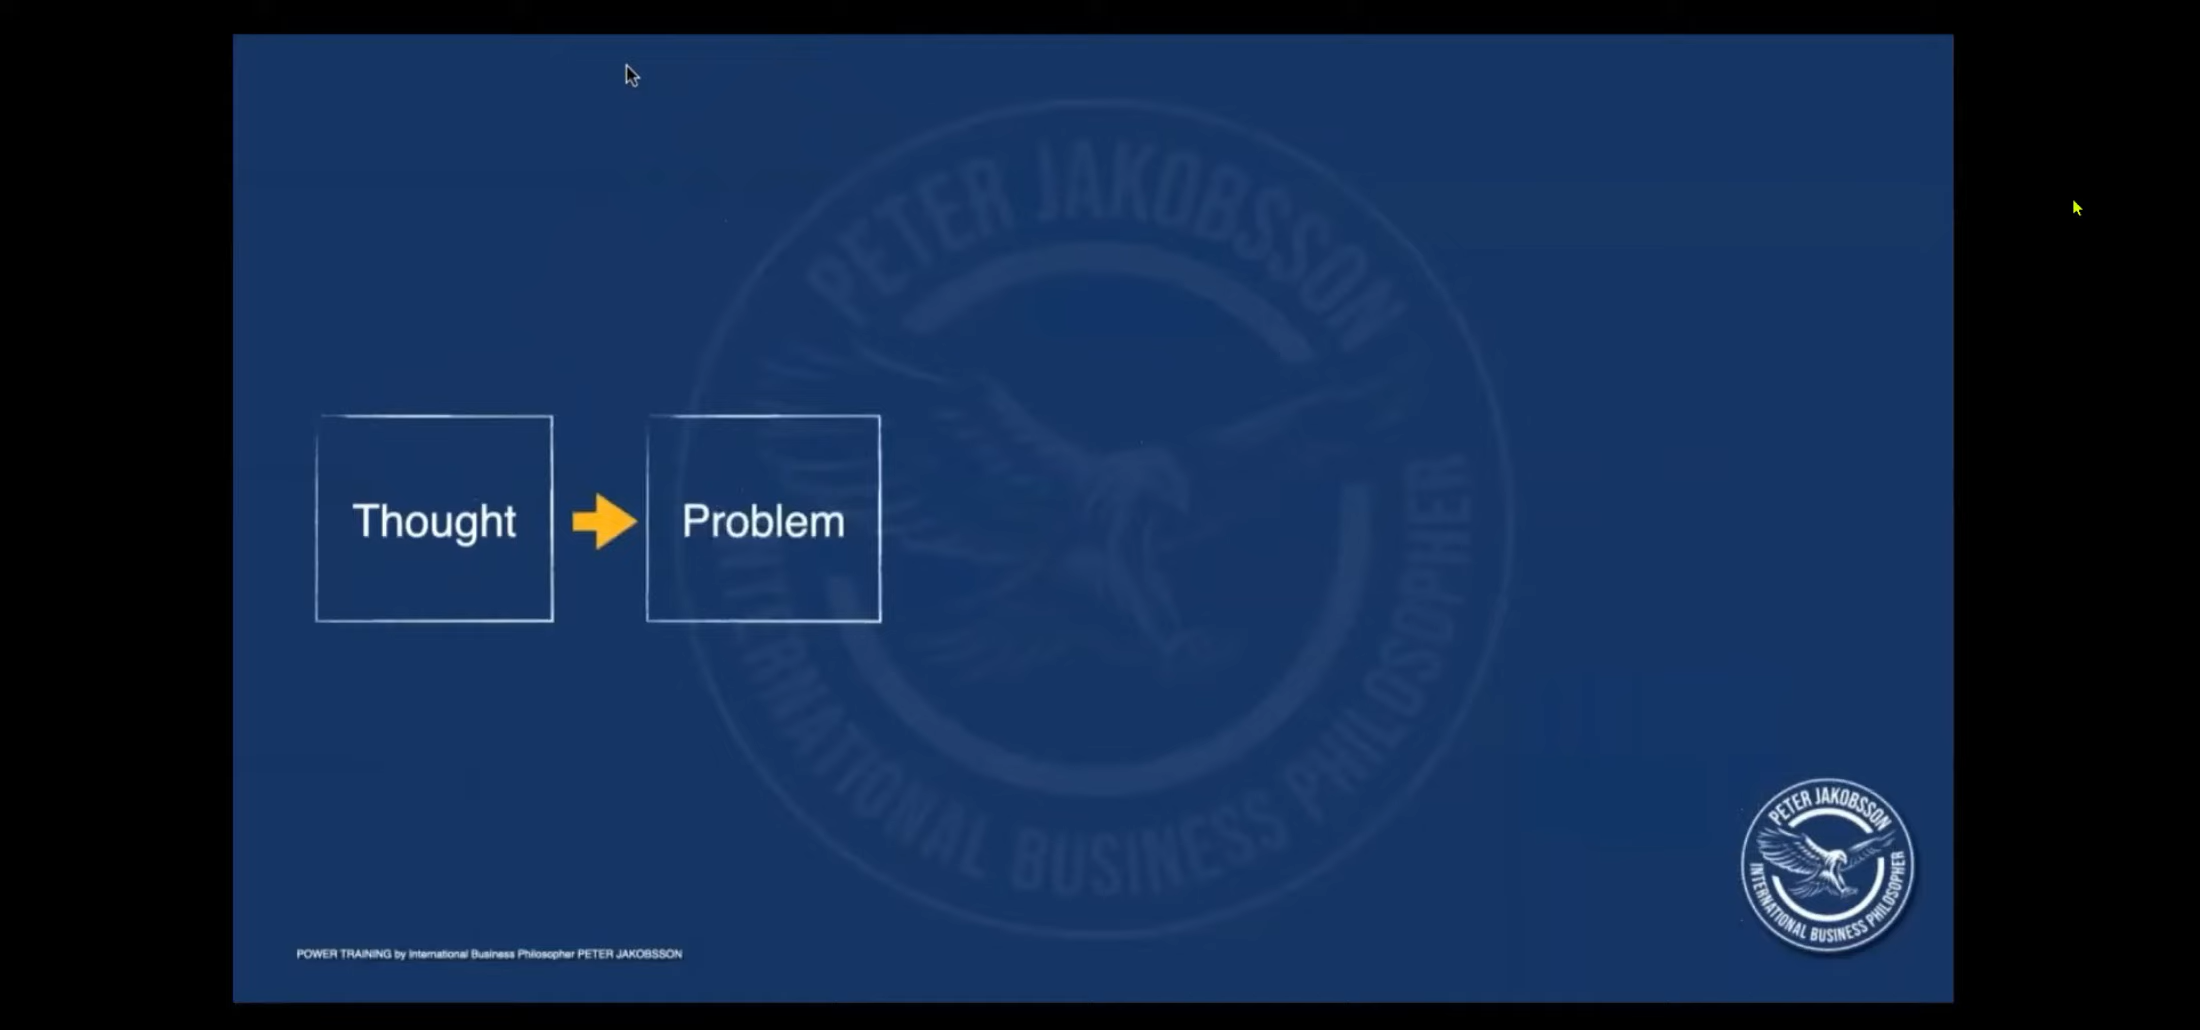 PETER JAKOBSSON
INTERNATIONAL BUSINESS PHILOSOPHER
Thought
Problem
PETER JAKOBSSON
INTERNATIONAL BUSINESS PHILOSOPHER
POWER TRAINING by International Business Philosopher PETER JAKOBSSON